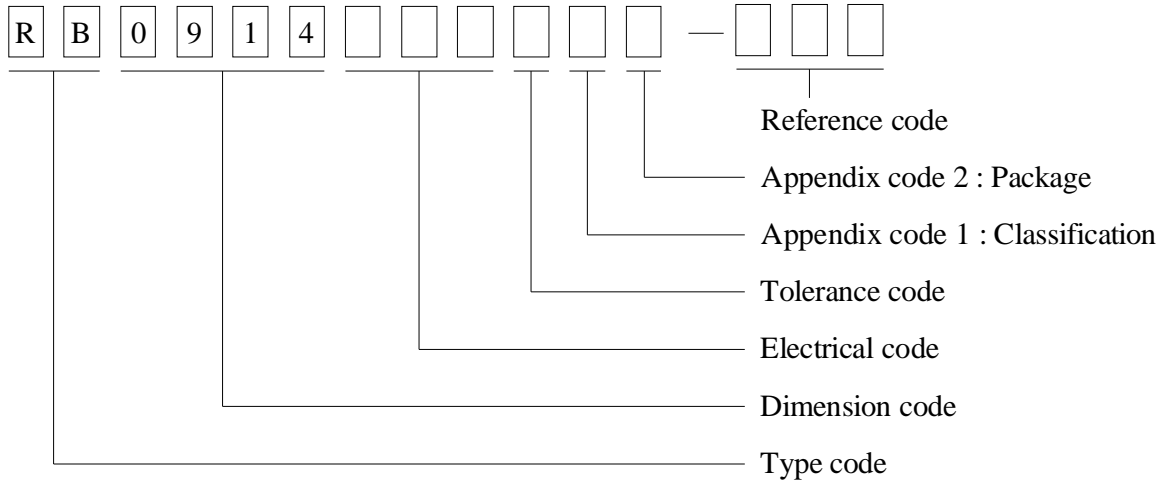 R B 0 9 1 4 —
Reference code
Appendix code 2 : Package
Appendix code 1 : Classification
Tolerance code
Electrical code
Dimension code
Type code